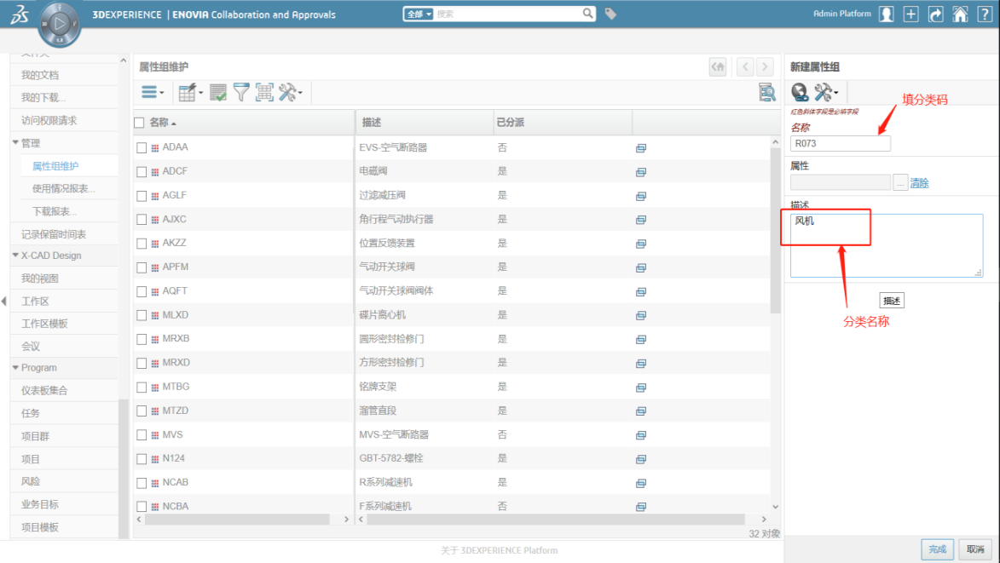 3DEXPERIENCE | ENOVIA Collaboration and Approvals
全部
搜索
Admin Platform
我的文档
我的下载...
访问权限请求
管理
属性组维护
使用情况报表...
下载报表...
记录保留时间表
X-CAD Design
我的视图
工作区
工作区模板
会议
Program
仪表板集合
任务
项目群
项目
风险
业务目标
项目模板
属性组维护
名称 描述 已分派
ADAA EVS-空气断路器 否
ADCF 电磁阀 是
AGLF 过滤减压阀 是
AJXC 角行程气动执行器 是
AKZZ 位置反馈装置 是
APFM 气动开关球阀 是
AQFT 气动开关球阀阀体 是
MLXD 碟片离心机 是
MRXB 圆形密封检修门 是
MRXD 方形密封检修门 是
MTBG 铭牌支架 是
MTZD 溜管直段 是
MVS MVS-空气断路器 否
N124 GBT-5782-螺栓 是
NCAB R系列减速机 是
NCBA F系列减速机 否
32 对象
关于 3DEXPERIENCE Platform
新建属性组
填分类码
红色斜体字段是必填字段
名称
R073
属性
... 清除
描述
风机
描述
分类名称
完成 取消